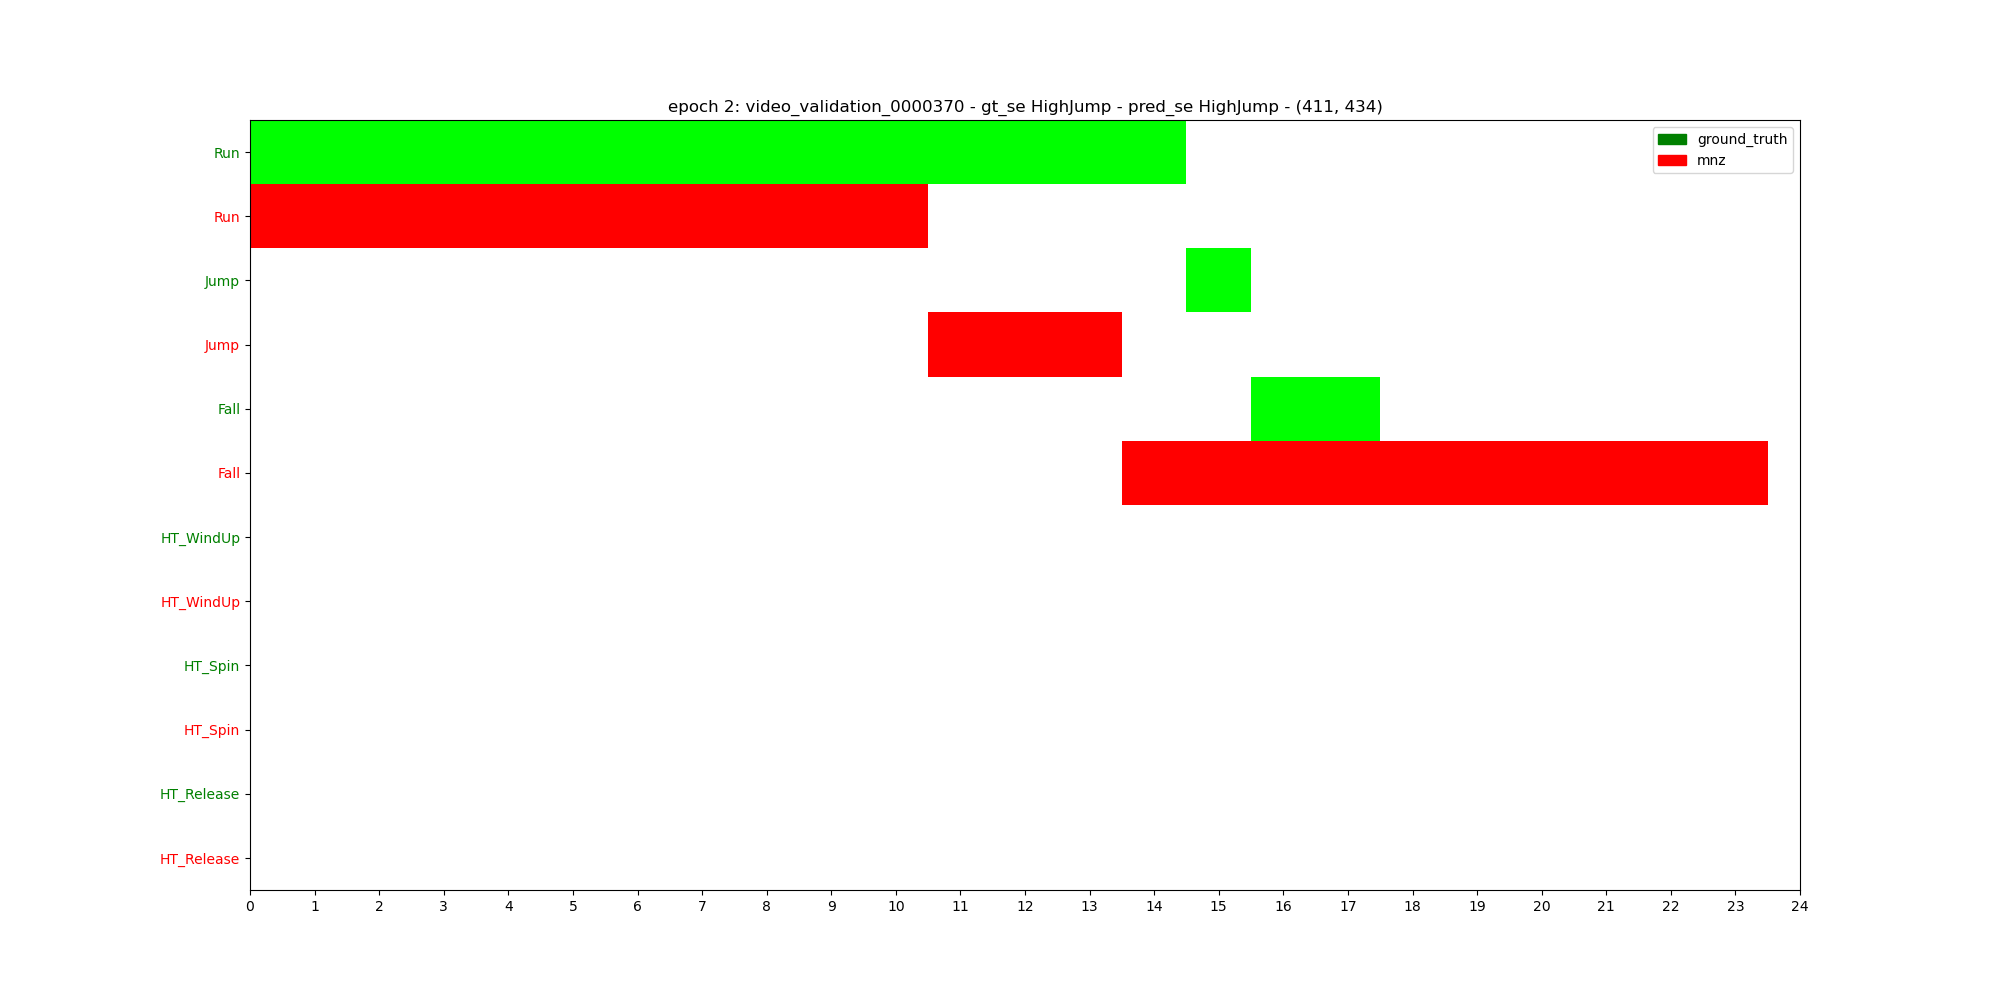 epoch 2: video_validation_0000370 - gt_se HighJump - pred_se HighJump - (411, 434)
ground_truth
mnz
Run
Run
Jump
Jump
Fall
Fall
HT_WindUp
HT_WindUp
HT_Spin
HT_Spin
HT_Release
HT_Release
0 1 2 3 4 5 6 7 8 9 10 11 12 13 14 15 16 17 18 19 20 21 22 23 24